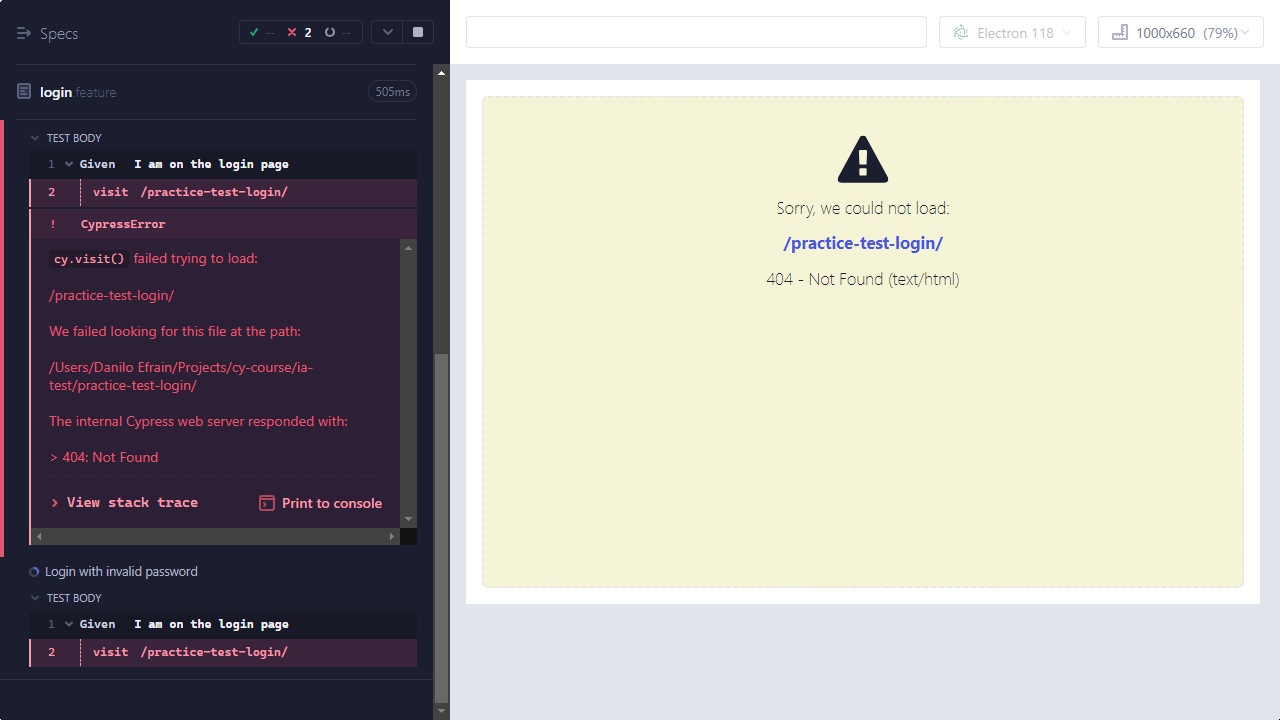 Specs
--
2
--
login.feature
505ms
TEST BODY
1 Given I am on the login page
2 visit /practice-test-login/
! CypressError
cy.visit() failed trying to load:
/practice-test-login/
We failed looking for this file at the path:
/Users/Danilo Efrain/Projects/cy-course/ia-
test/practice-test-login/
The internal Cypress web server responded with:
> 404: Not Found
View stack trace
Print to console
Login with invalid password
TEST BODY
1 Given I am on the login page
2 visit /practice-test-login/
Electron 118
1000x660 (79%)
Sorry, we could not load:
/practice-test-login/
404 - Not Found (text/html)